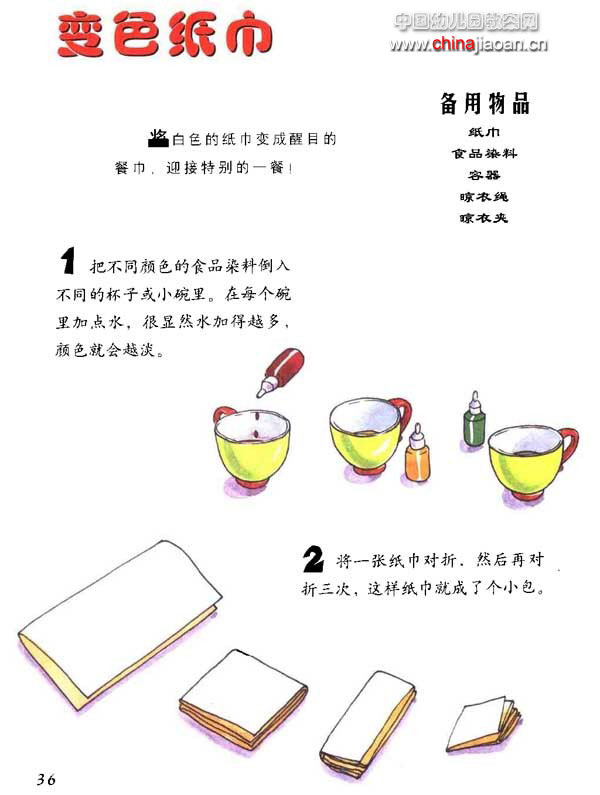 变色纸巾
中国幼儿园教案网
www.chinajiaoan.cn
备用物品
纸巾
食品染料
容器
晾衣绳
晾衣夹
将白色的纸巾变成醒目的
餐巾，迎接特别的一餐！
1 把不同颜色的食品染料倒入
不同的杯子或小碗里。在每个碗
里加点水，很显然水加得越多，
颜色就会越淡。
2 将一张纸巾对折，然后再对
折三次，这样纸巾就成了个小包。
36